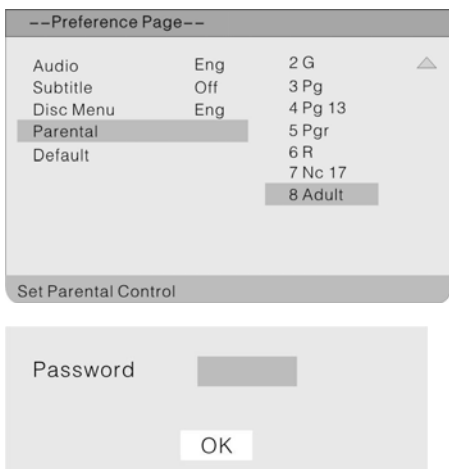 --Preference Page--
Audio Eng 2 G
Subtitle Off 3 Pg
Disc Menu Eng 4 Pg 13
Parental 5 Pgr
Default 6 R
7 Nc 17
8 Adult
Set Parental Control
Password
OK